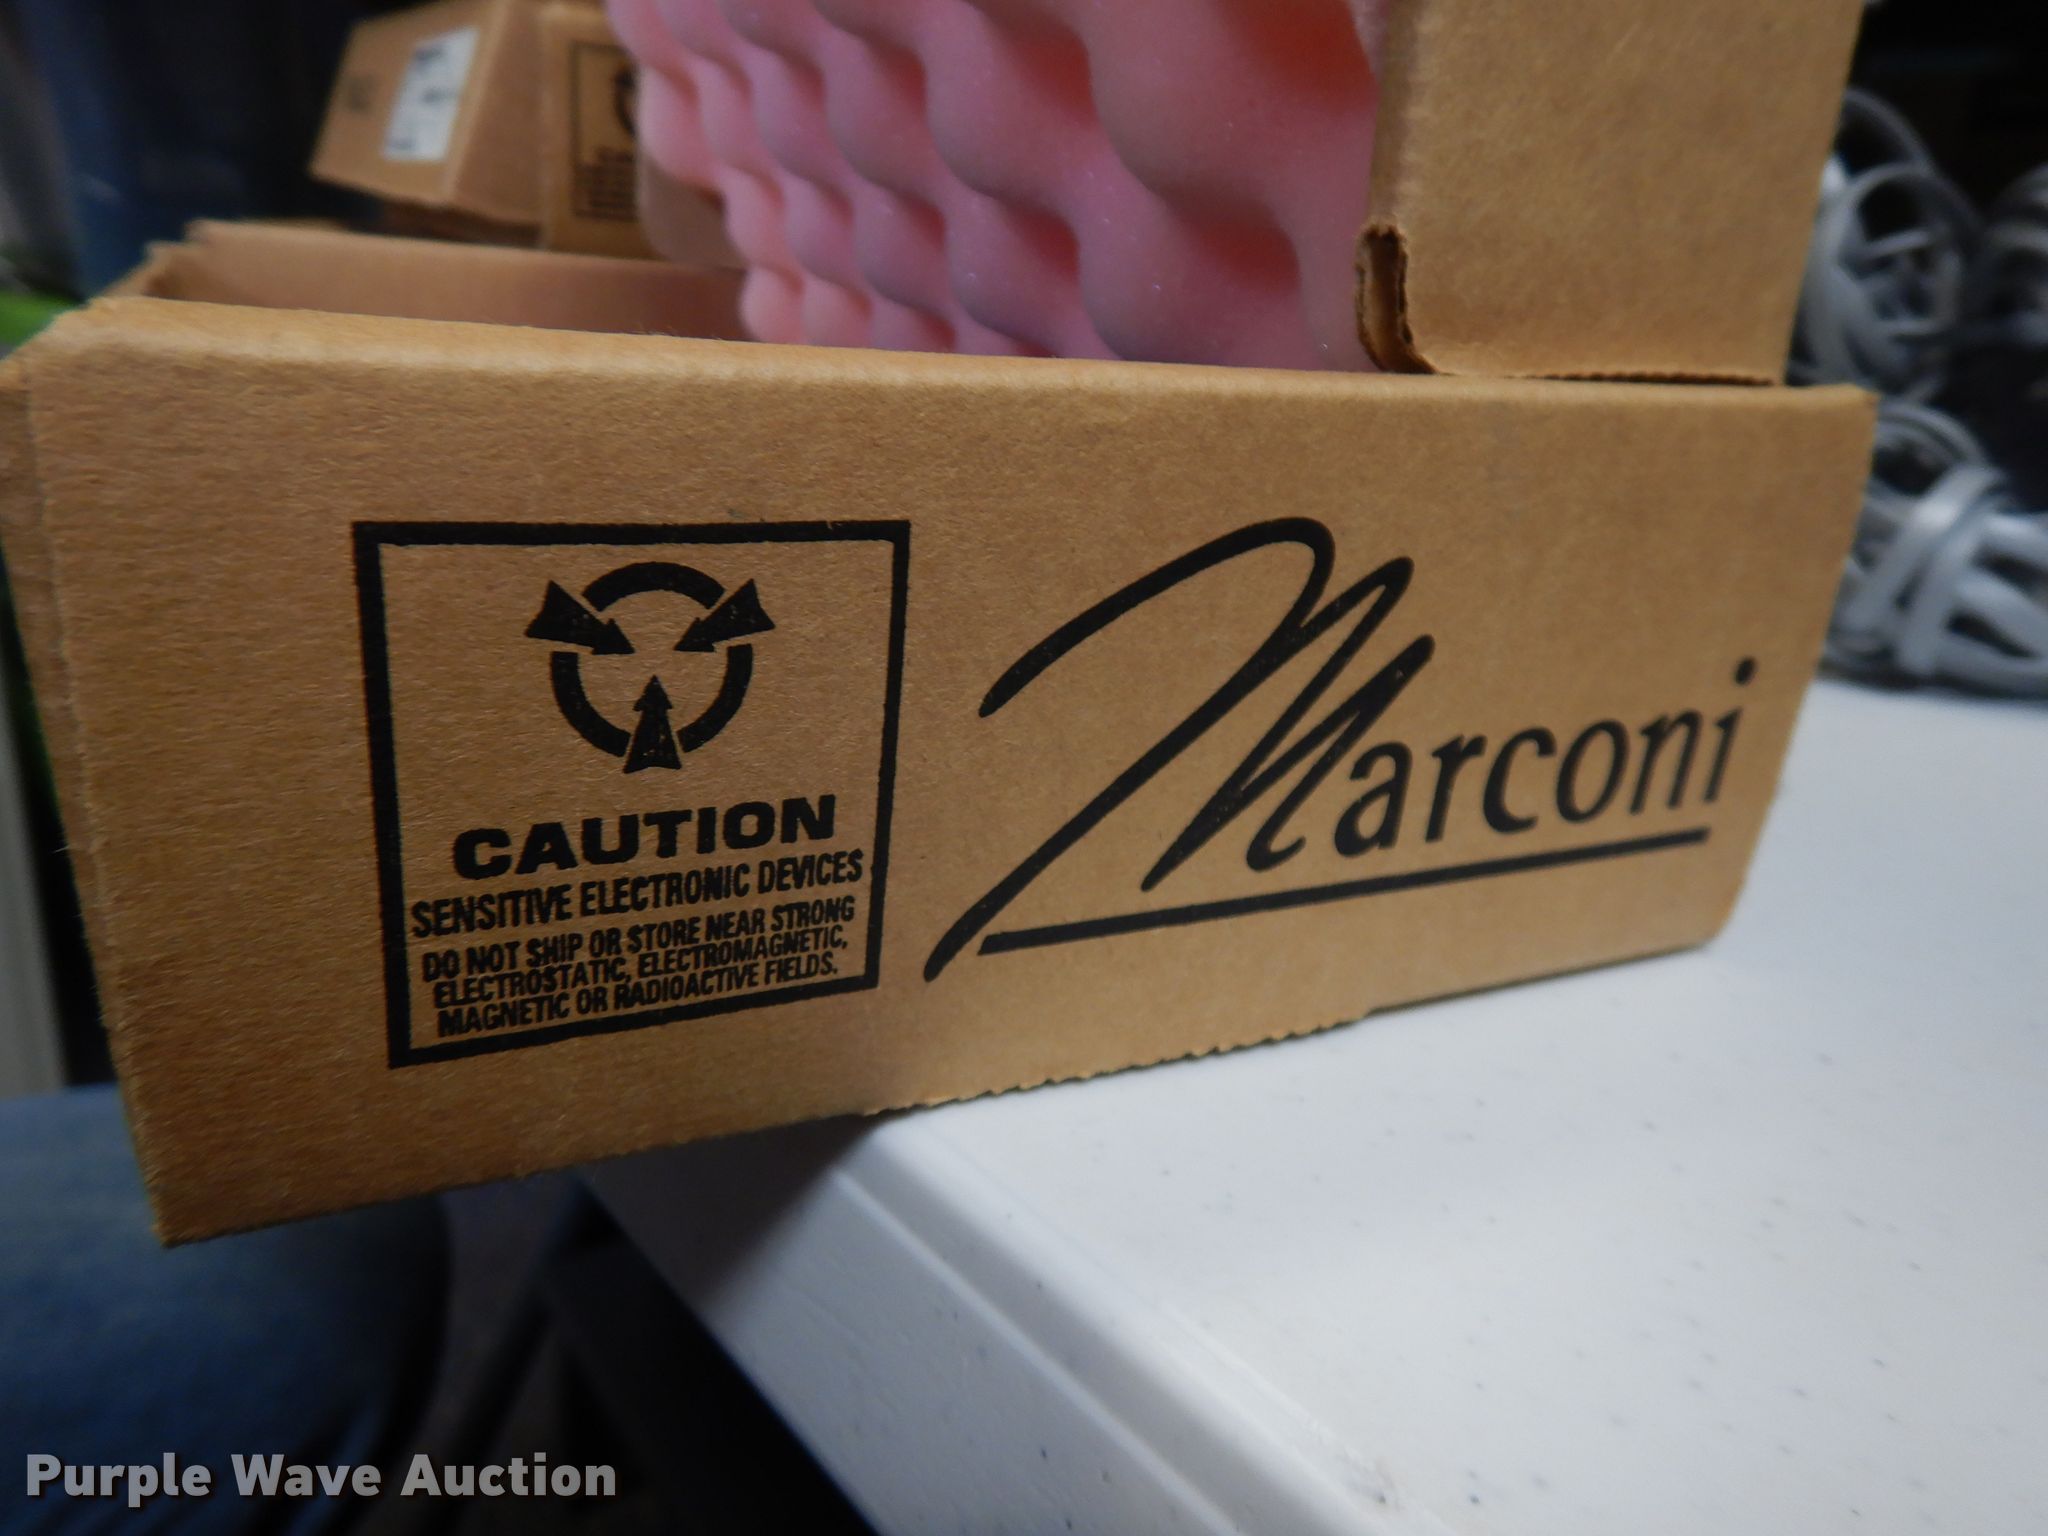 CAUTION
SENSITIVE ELECTRONIC DEVICES
DO NOT SHIP OR STORE NEAR STRONG
ELECTROSTATIC, ELECTROMAGNETIC,
MAGNETIC OR RADIOACTIVE FIELDS.
Marconi
Purple Wave Auction